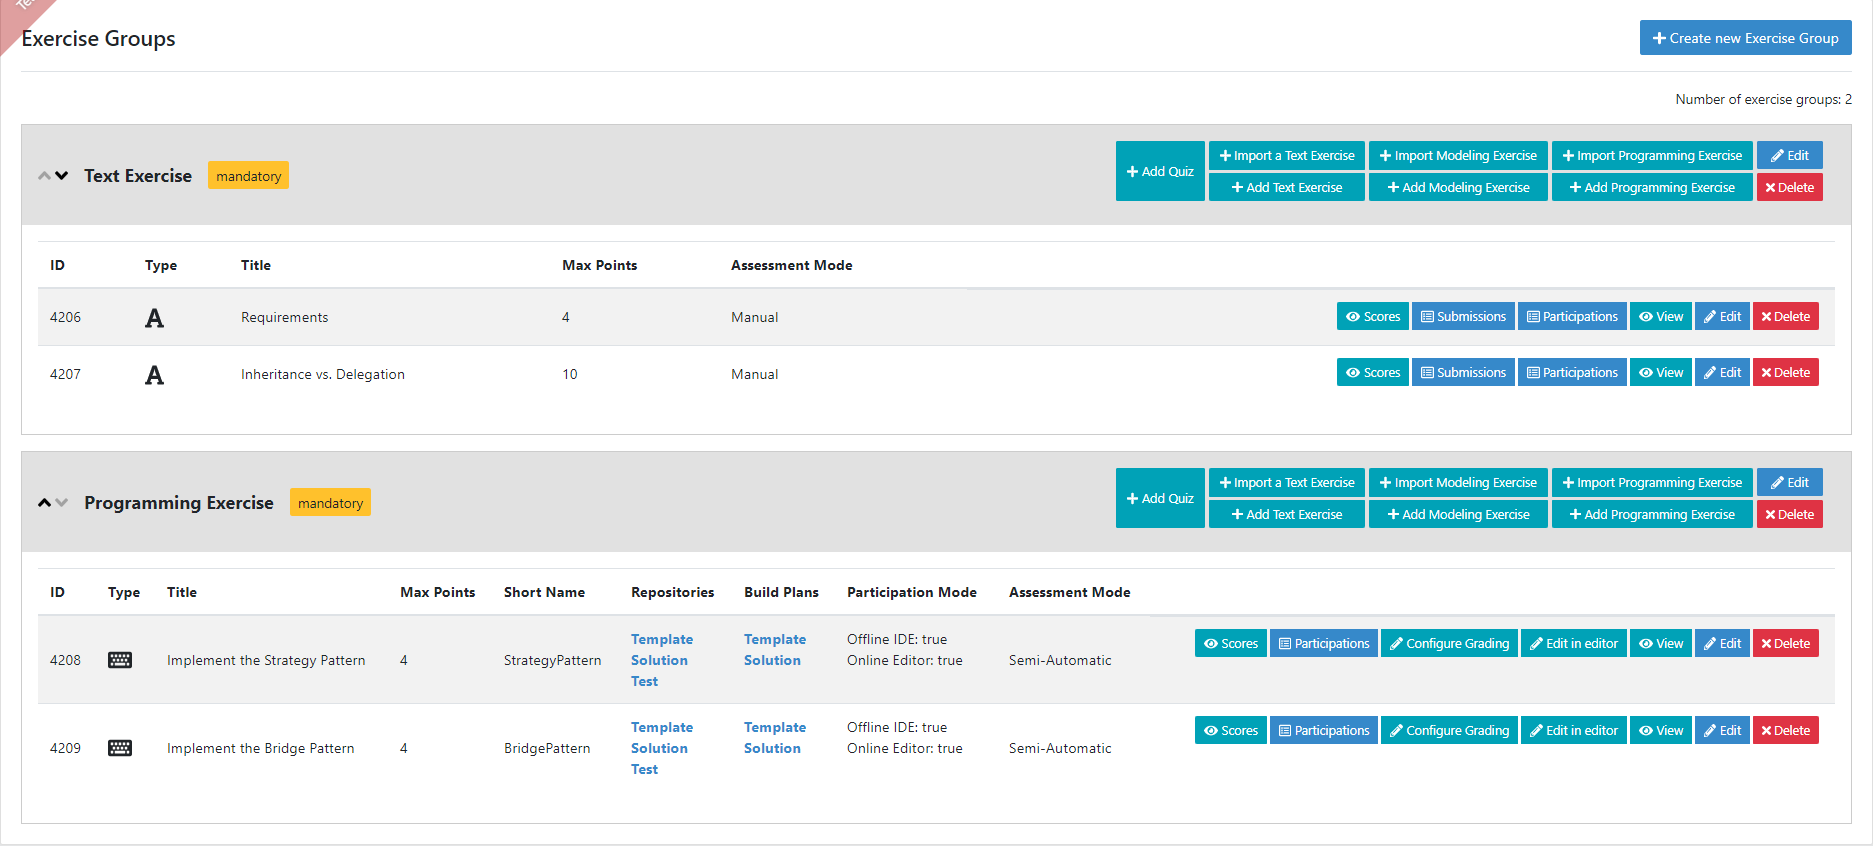 Exercise Groups
Create new Exercise Group
Number of exercise groups: 2
Text Exercise mandatory
Add Quiz
Import a Text Exercise Import Modeling Exercise Import Programming Exercise Edit
Add Text Exercise Add Modeling Exercise Add Programming Exercise Delete
ID Type Title Max Points Assessment Mode
4206 Requirements 4 Manual Scores Submissions Participations View Edit Delete
4207 Inheritance vs. Delegation 10 Manual Scores Submissions Participations View Edit Delete
Programming Exercise mandatory
Add Quiz
Import a Text Exercise Import Modeling Exercise Import Programming Exercise Edit
Add Text Exercise Add Modeling Exercise Add Programming Exercise Delete
ID Type Title Max Points Short Name Repositories Build Plans Participation Mode Assessment Mode
Template Template Offline IDE: true
4208 Implement the Strategy Pattern 4 StrategyPattern Solution Solution Online Editor: true Semi-Automatic Scores Participations Configure Grading Edit in editor View Edit Delete
Test
Template Template Offline IDE: true
4209 Implement the Bridge Pattern 4 BridgePattern Solution Solution Online Editor: true Semi-Automatic Scores Participations Configure Grading Edit in editor View Edit Delete
Test